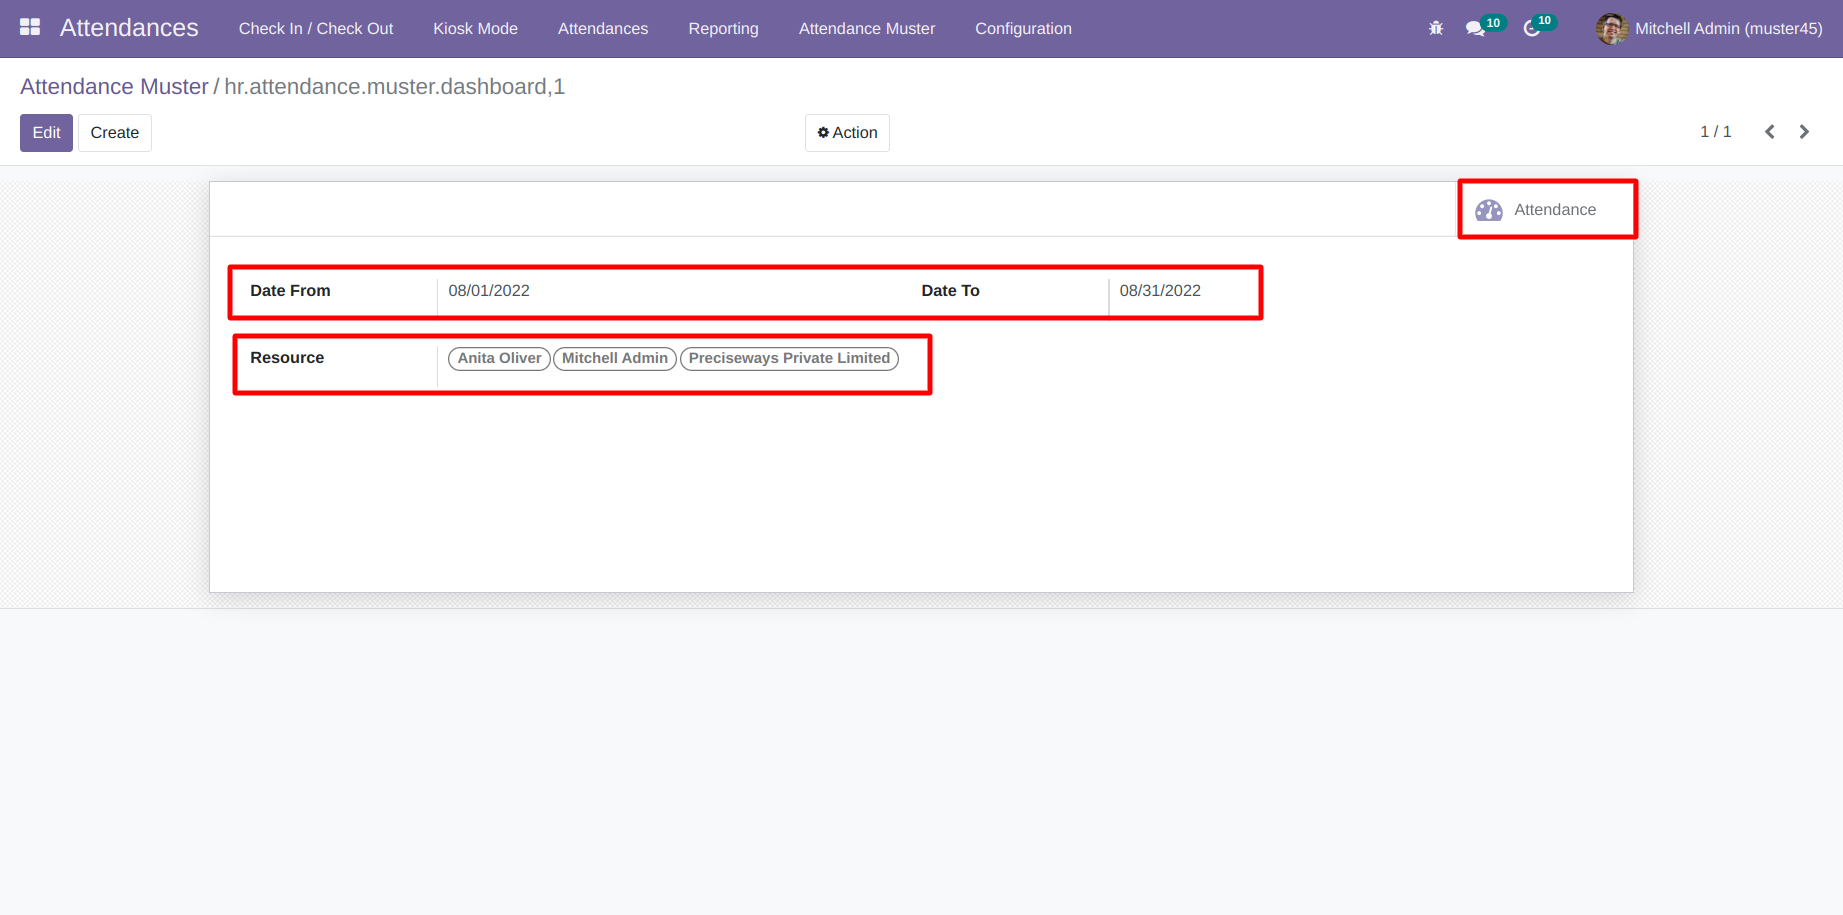 Attendances Check In / Check Out Kiosk Mode Attendances Reporting Attendance Muster Configuration 10 10 Mitchell Admin (muster45)
Attendance Muster / hr.attendance.muster.dashboard,1
Edit Create Action 1 / 1
Attendance
Date From 08/01/2022 Date To 08/31/2022
Resource Anita Oliver Mitchell Admin Preciseways Private Limited